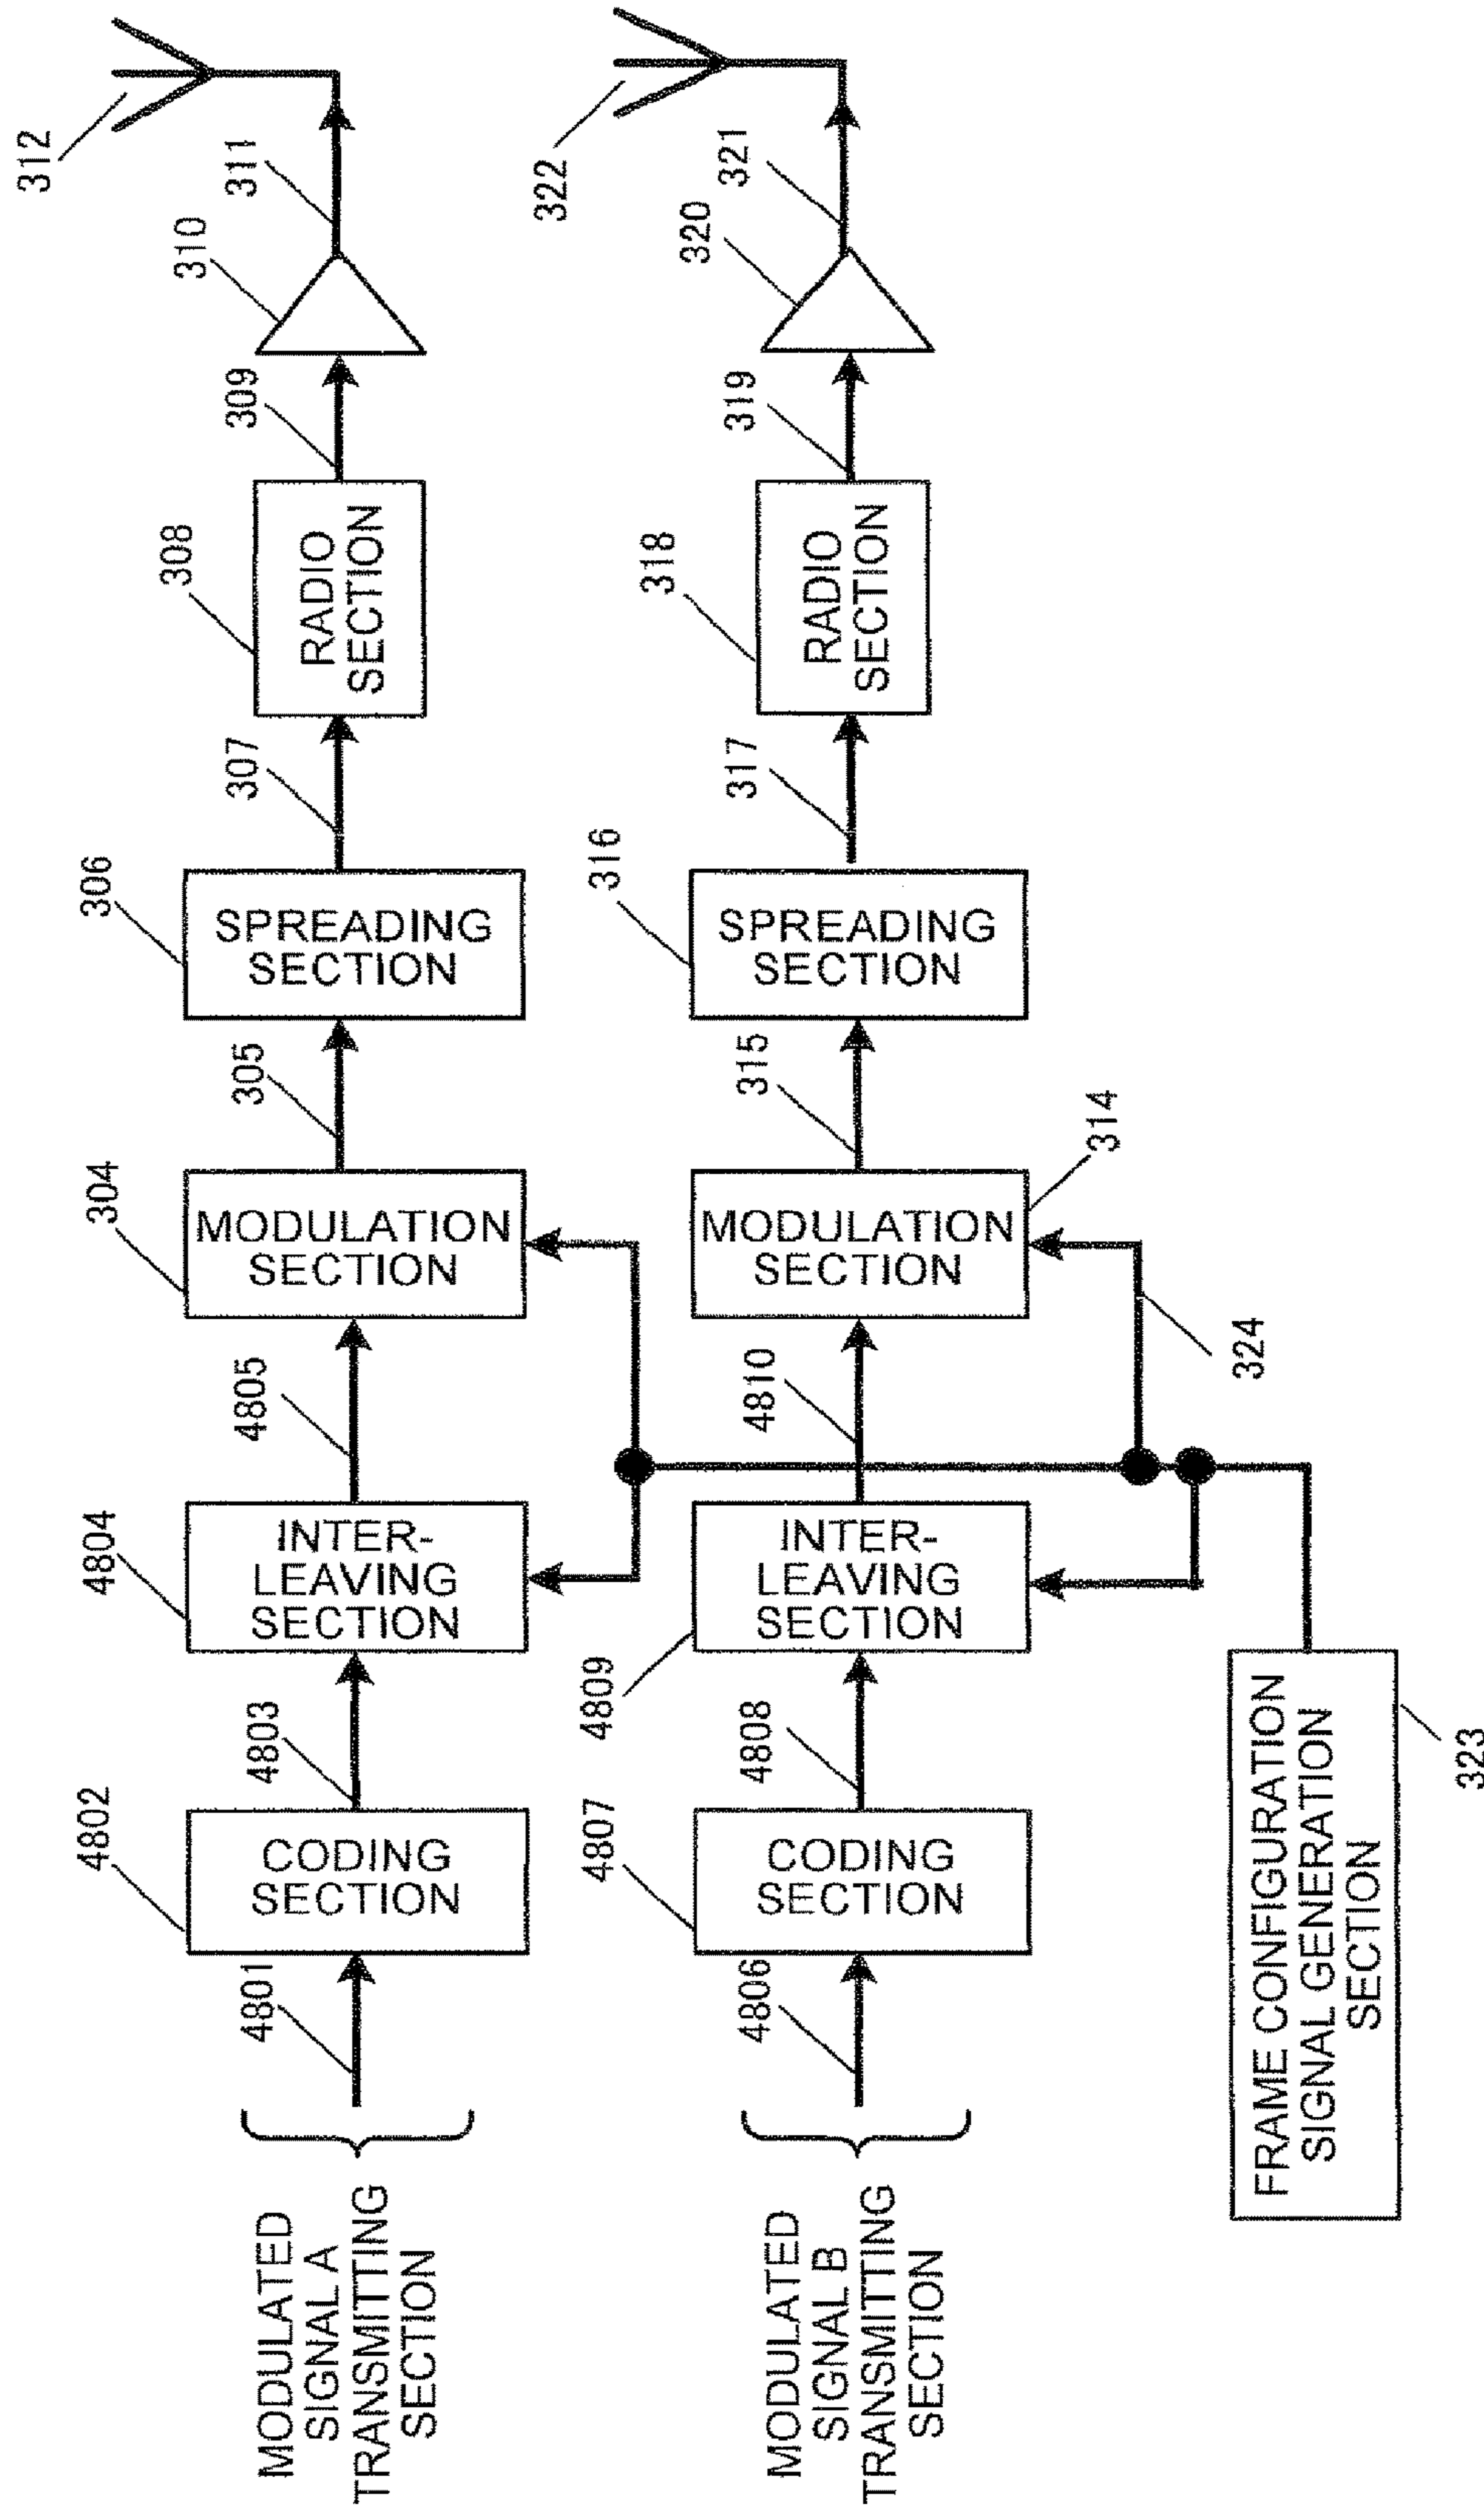 312
322
311
321
310
320
309
319
308
318
RADIO
SECTION
RADIO
SECTION
307
317
306
316
SPREADING
SECTION
SPREADING
SECTION
305
315
304
314
MODULATION
SECTION
MODULATION
SECTION
324
4805
4810
4804
4809
INTER-
LEAVING
SECTION
INTER-
LEAVING
SECTION
4803
4808
4802
4807
CODING
SECTION
CODING
SECTION
4801
4806
MODULATED
SIGNAL A
TRANSMITTING
SECTION
MODULATED
SIGNAL B
TRANSMITTING
SECTION
FRAME CONFIGURATION
SIGNAL GENERATION
SECTION
323